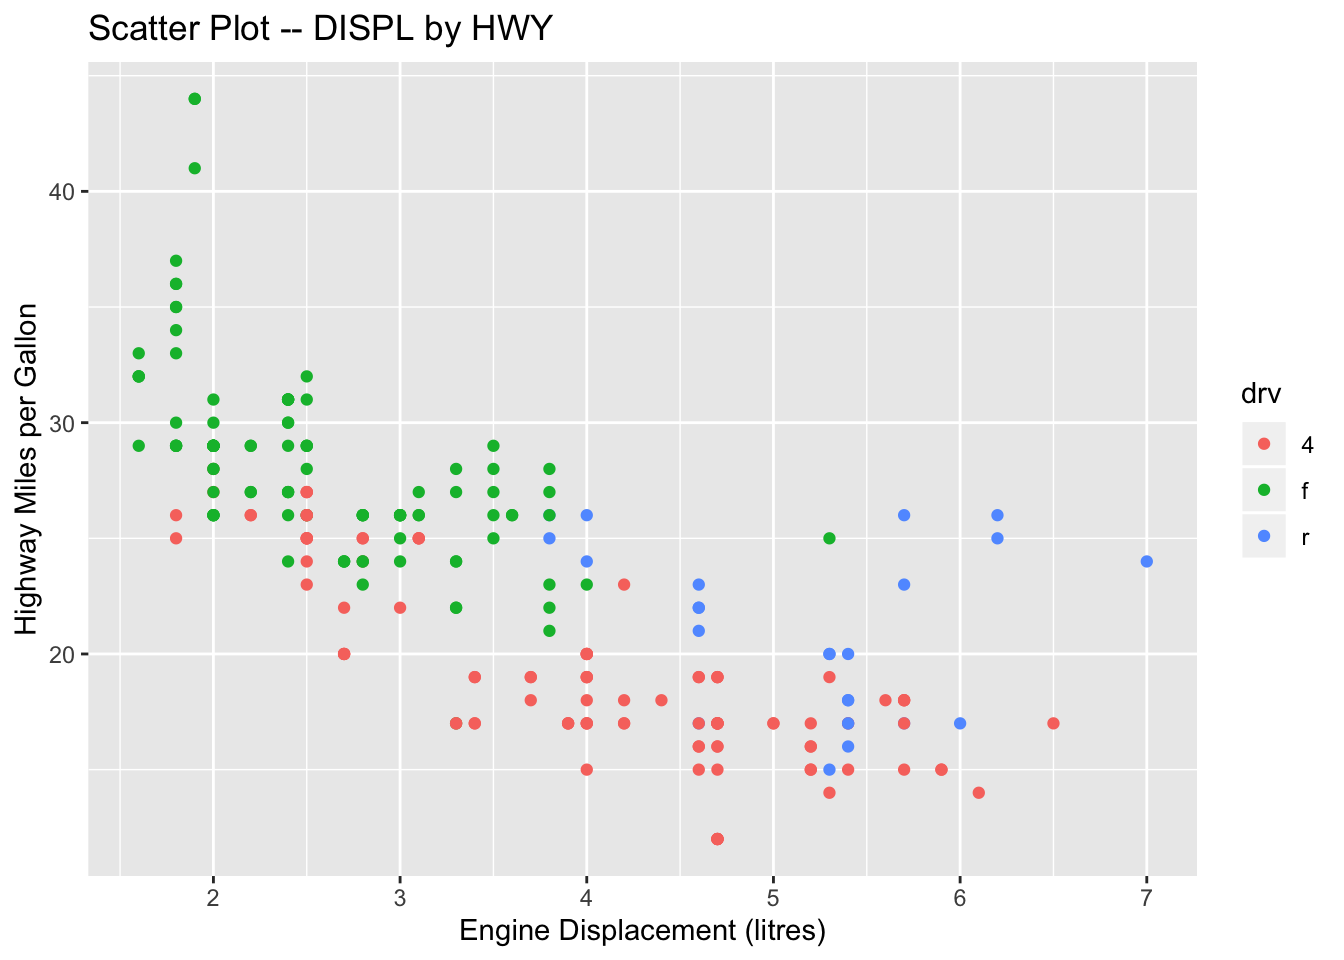 Scatter Plot -- DISPL by HWY
Highway Miles per Gallon
40
30
20
2 3 4 5 6 7
Engine Displacement (litres)
drv
4
f
r